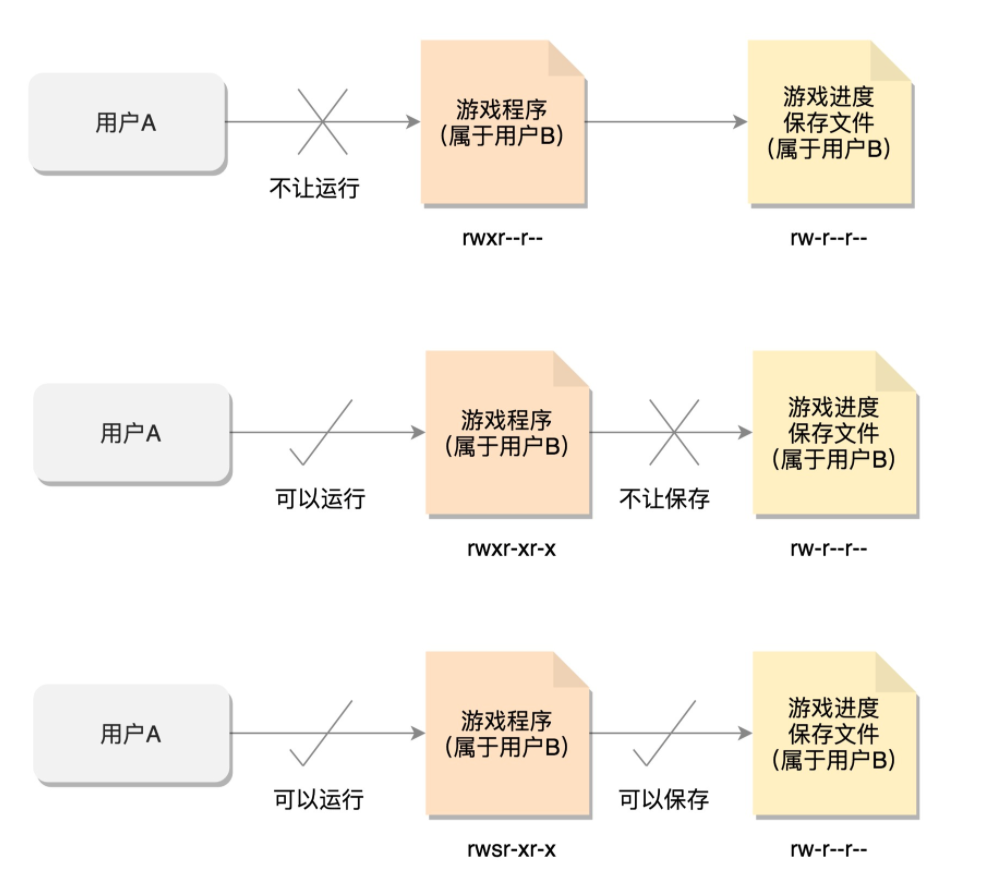 用户A
不让运行
游戏程序
(属于用户B)
rwxr--r--
游戏进度
保存文件
(属于用户B)
rw-r--r--
用户A
可以运行
游戏程序
(属于用户B)
rwxr-xr-x
不让保存
游戏进度
保存文件
(属于用户B)
rw-r--r--
用户A
可以运行
游戏程序
(属于用户B)
rwsr-xr-x
可以保存
游戏进度
保存文件
(属于用户B)
rw-r--r--